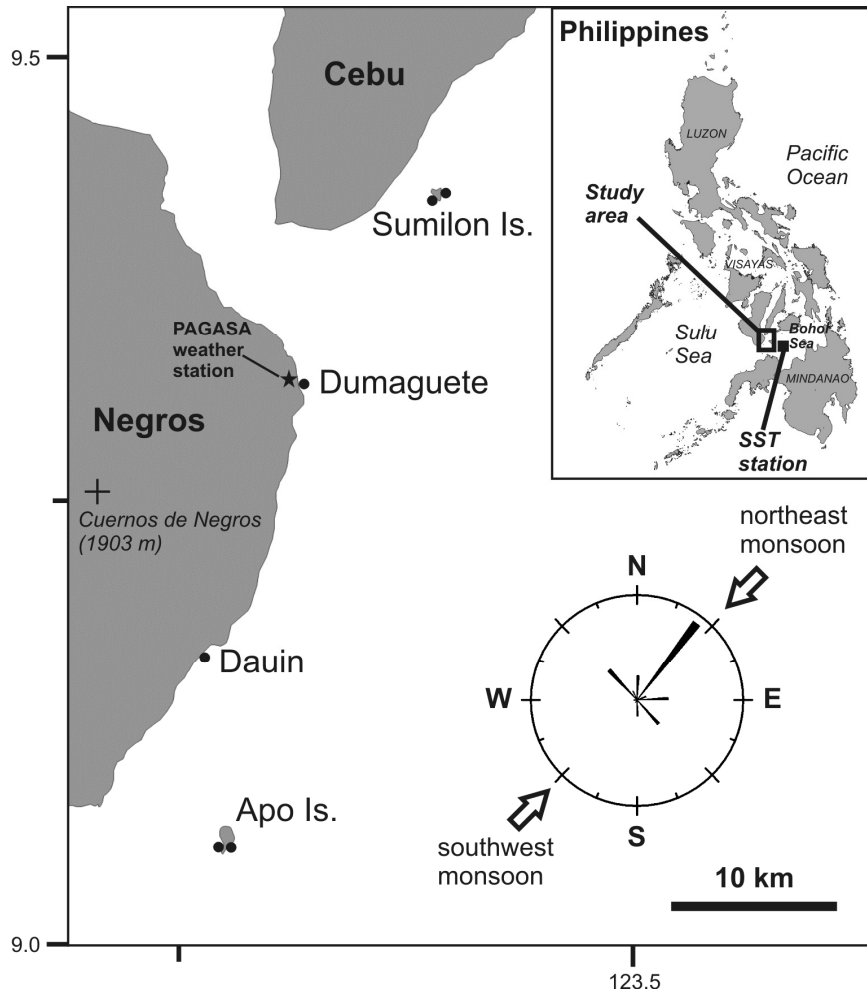 9.5
Cebu
Sumilon Is.
PAGASA
weather
station
Dumaguete
Negros
Cuernos de Negros
(1903 m)
Dauin
Apo Is.
9.0
123.5
Philippines
LUZON
Pacific
Ocean
Study
area
VISAYAS
Sulu
Sea
Bohol
Sea
MINDANAO
SST
station
northeast
monsoon
N
W
E
S
southwest
monsoon
10 km